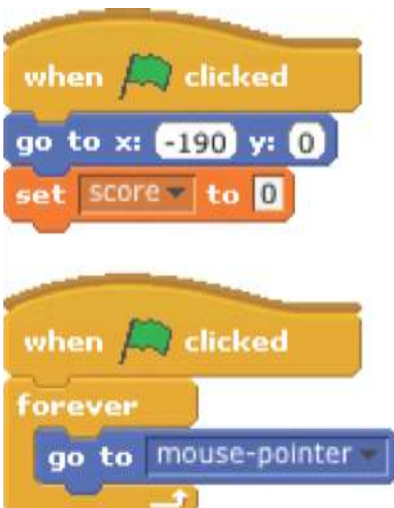 when clicked
go to x: -190 y: 0
set score to 0
when clicked
forever
go to mouse-pointer